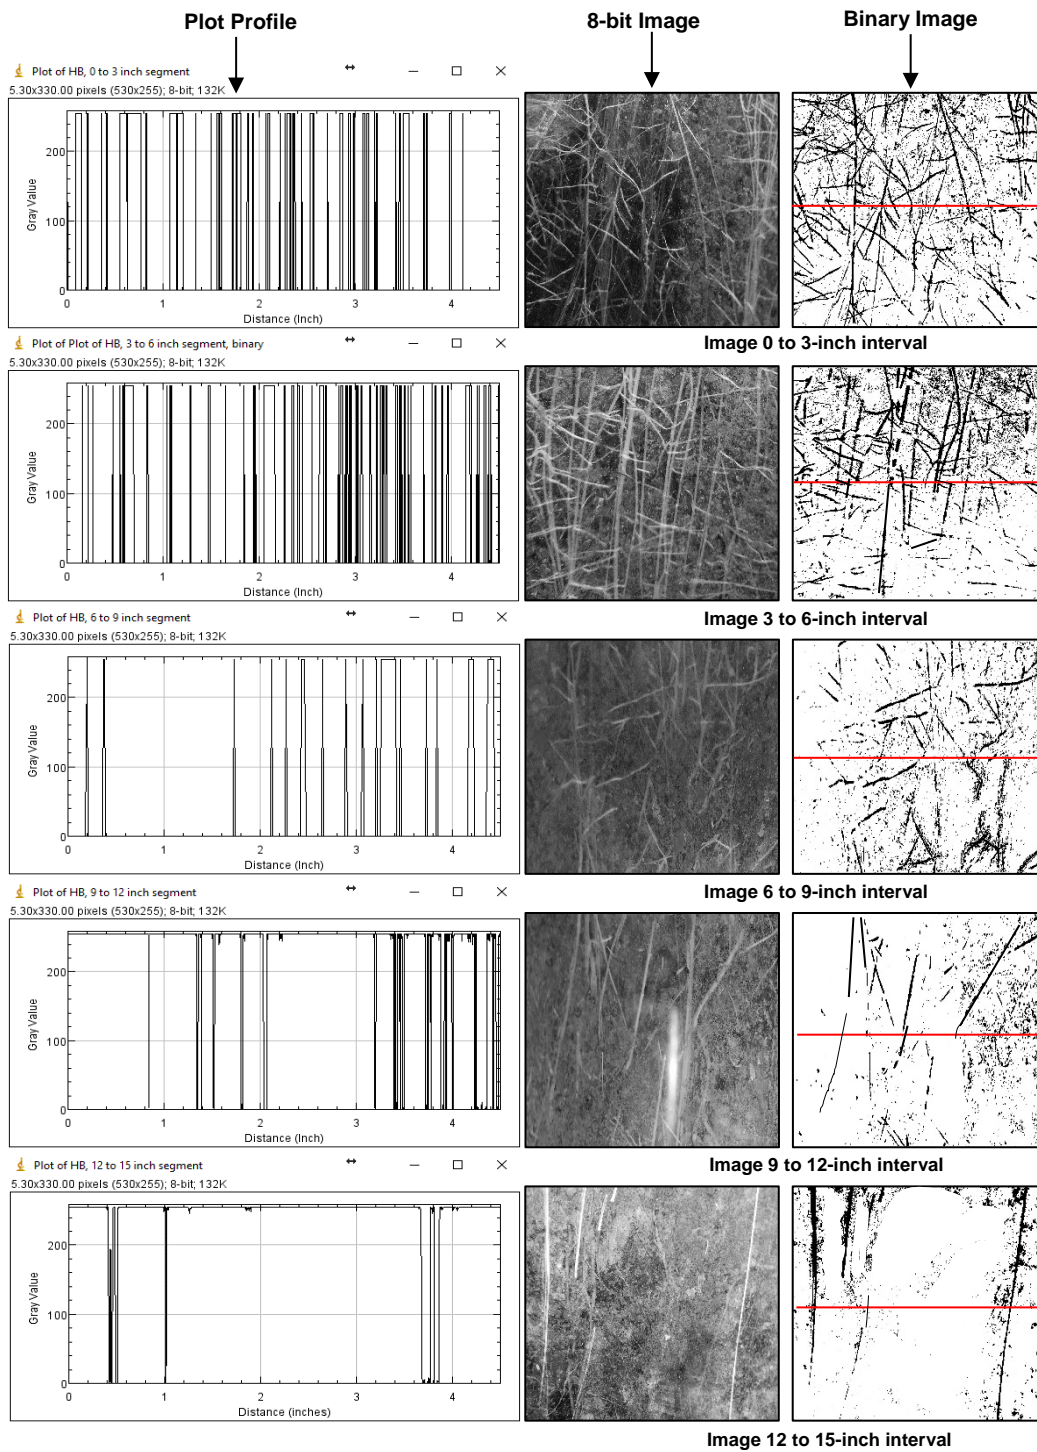 Plot Profile
8-bit Image
Binary Image
Plot of HB, 0 to 3 inch segment
5.30x330.00 pixels (530x255); 8-bit; 132K
200
100
0
Gray Value
0 1 2 3 4
Distance (Inch)
Image 0 to 3-inch interval
Plot of Plot of HB, 3 to 6 inch segment, binary
5.30x330.00 pixels (530x255); 8-bit; 132K
200
100
0
Gray Value
0 1 2 3 4
Distance (Inch)
Image 3 to 6-inch interval
Plot of HB, 6 to 9 inch segment
5.30x330.00 pixels (530x255); 8-bit; 132K
200
100
0
Gray Value
0 1 2 3 4
Distance (Inch)
Image 6 to 9-inch interval
Plot of HB, 9 to 12 inch segment
5.30x330.00 pixels (530x255); 8-bit; 132K
200
100
0
Gray Value
0 1 2 3 4
Distance (Inch)
Image 9 to 12-inch interval
Plot of HB, 12 to 15 inch segment
5.30x330.00 pixels (530x255); 8-bit; 132K
200
100
0
Gray Value
0 1 2 3 4
Distance (inches)
Image 12 to 15-inch interval